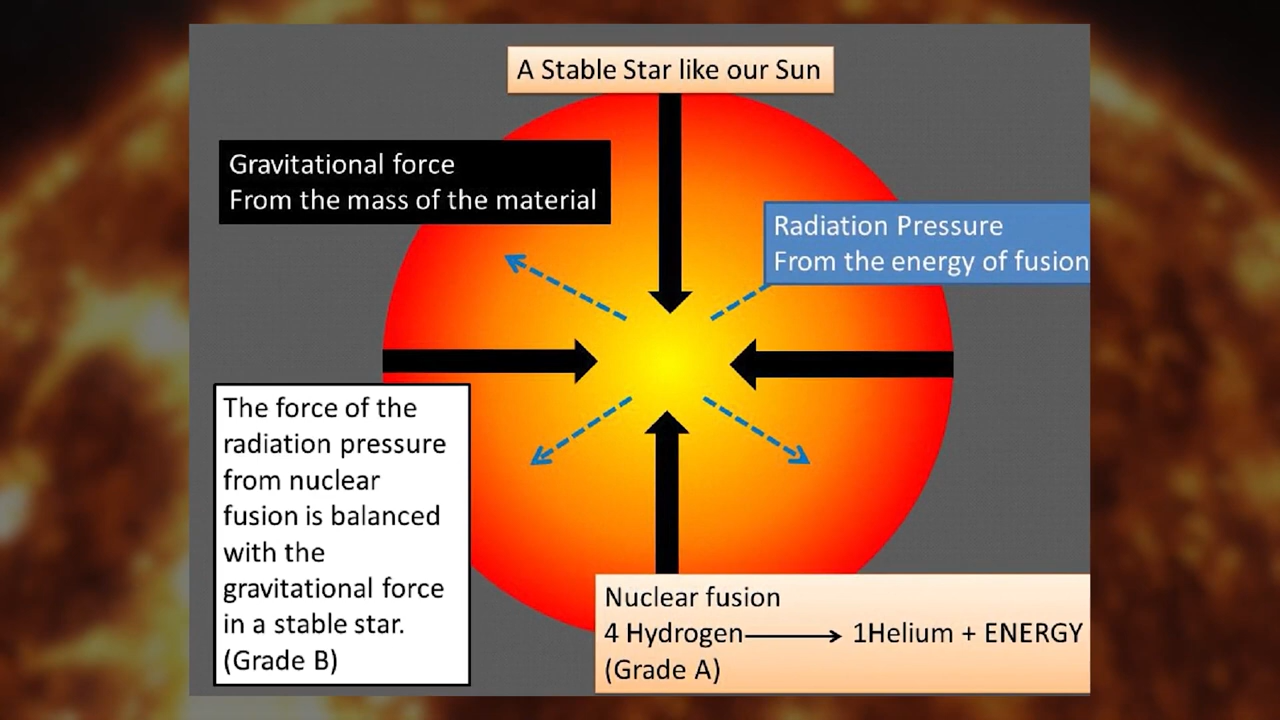 A Stable Star like our Sun
Gravitational force
From the mass of the material
Radiation Pressure
From the energy of fusion
The force of the
radiation pressure
from nuclear
fusion is balanced
with the
gravitational force
in a stable star.
(Grade B)
Nuclear fusion
4 Hydrogen⟶ 1Helium + ENERGY
(Grade A)